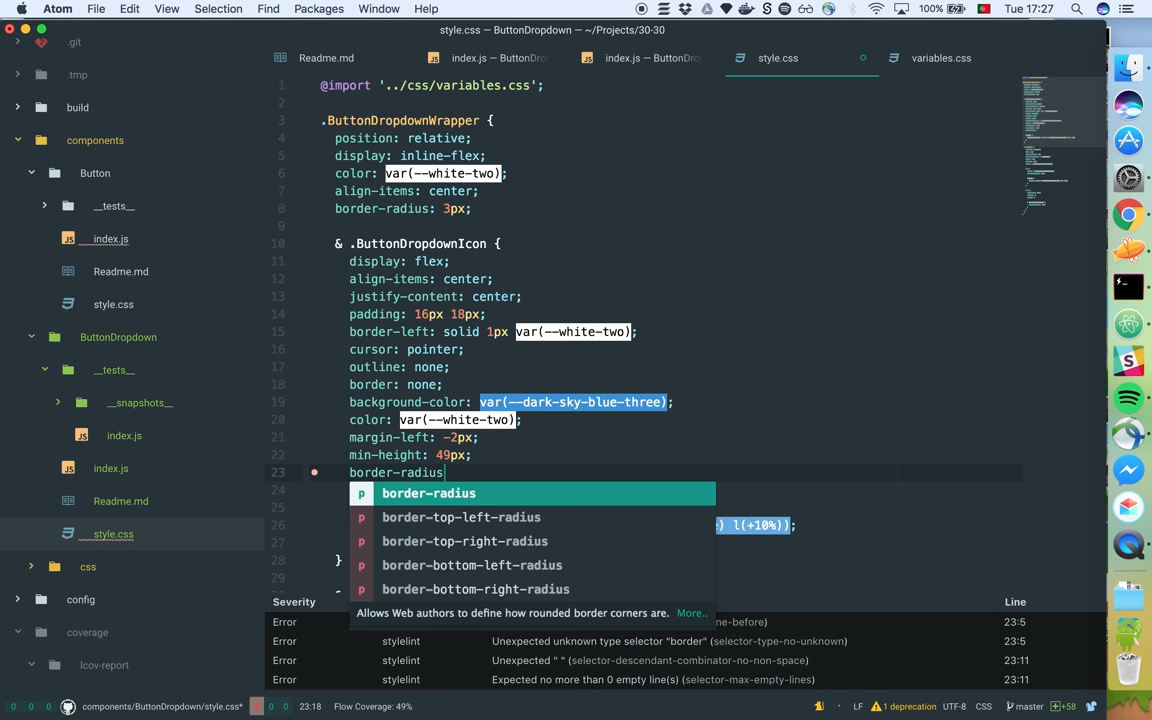 Atom File Edit View Selection Find Packages Window Help 100% Tue 17:27
style.css — ButtonDropdown — ~/Projects/30-30
Readme.md index.js — ButtonDro index.js — ButtonDro style.css variables.css
.git
.tmp
build
components
Button
__tests__
index.js
Readme.md
style.css
ButtonDropdown
__tests__
__snapshots__
index.js
index.js
Readme.md
style.css
css
config
coverage
lcov-report
1 @import '../css/variables.css';
2
3 .ButtonDropdownWrapper {
4 position: relative;
5 display: inline-flex;
6 color: var(--white-two);
7 align-items: center;
8 border-radius: 3px;
9
10 & .ButtonDropdownIcon {
11 display: flex;
12 align-items: center;
13 justify-content: center;
14 padding: 16px 18px;
15 border-left: solid 1px var(--white-two);
16 cursor: pointer;
17 outline: none;
18 border: none;
19 background-color: var(--dark-sky-blue-three);
20 color: var(--white-two);
21 margin-left: -2px;
22 min-height: 49px;
23 border-radius
24
25
26 ) l(+10%));
27
28 }
29
p border-radius
p border-top-left-radius
p border-top-right-radius
p border-bottom-left-radius
p border-bottom-right-radius
Allows Web authors to define how rounded border corners are. More..
Severity Line
Error ne-before) 23:5
Error stylelint Unexpected unknown type selector "border" (selector-type-no-unknown) 23:5
Error stylelint Unexpected " " (selector-descendant-combinator-no-non-space) 23:11
Error stylelint Expected no more than 0 empty line(s) (selector-max-empty-lines) 23:11
0 0 0 components/ButtonDropdown/style.css* 0 0 23:18 Flow Coverage: 49% LF 1 deprecation UTF-8 CSS master +58